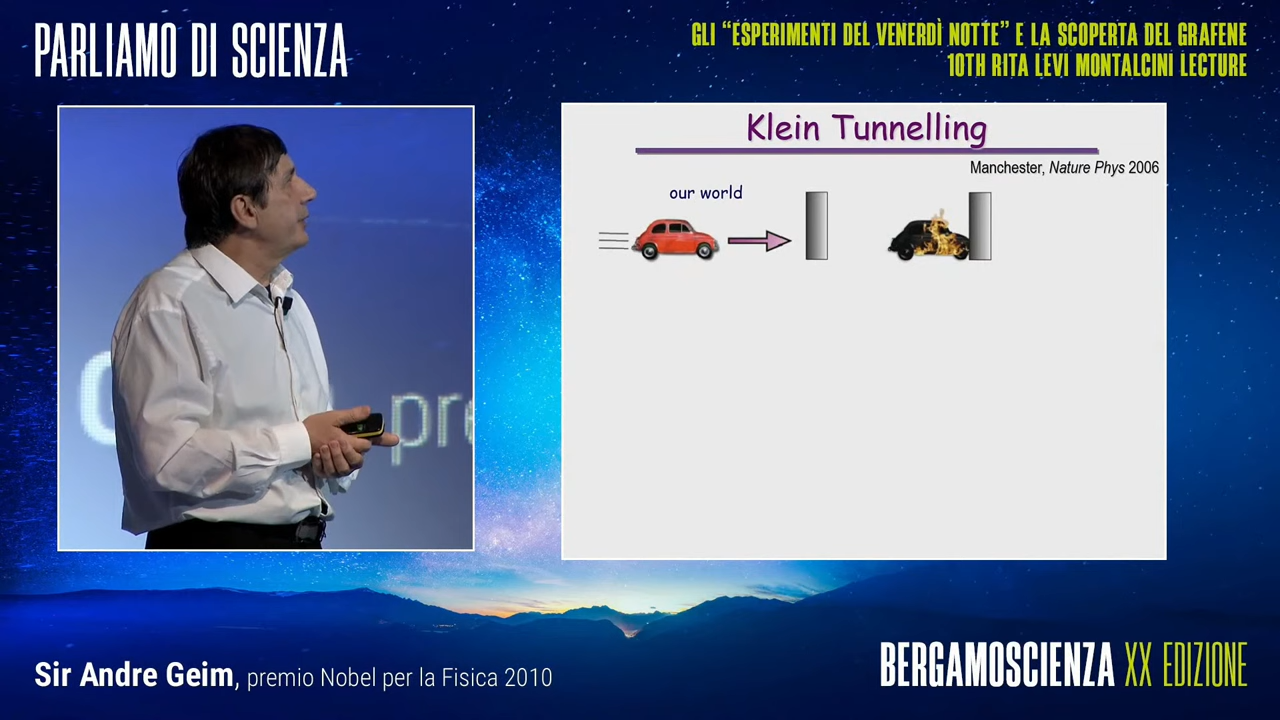 PARLIAMO DI SCIENZA
GLI “ESPERIMENTI DEL VENERDÌ NOTTE” E LA SCOPERTA DEL GRAFENE
10TH RITA LEVI MONTALCINI LECTURE
Klein Tunnelling
Manchester, Nature Phys 2006
our world
pre
Sir Andre Geim, premio Nobel per la Fisica 2010
BERGAMOSCIENZA XX EDIZIONE